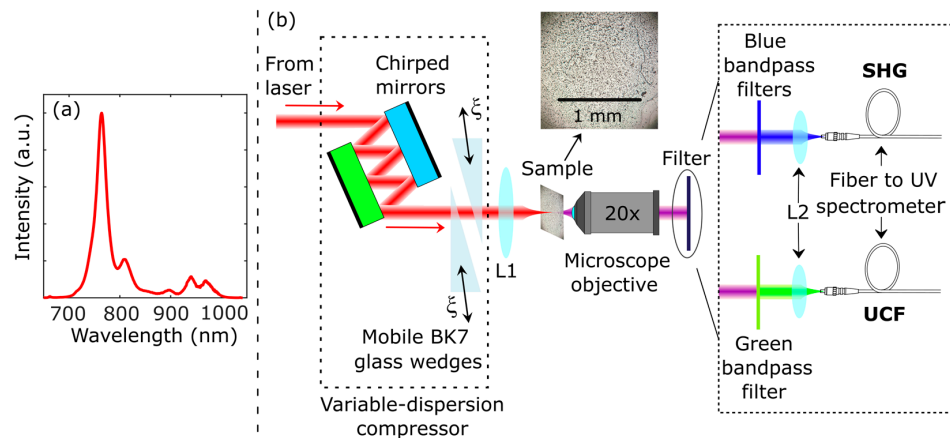 (a)
Intensity (a.u.)
700
800
900
1000
Wavelength (nm)
(b)
From
laser
Chirped
mirrors
ξ
ξ
Mobile BK7
glass wedges
Variable-dispersion
compressor
L1
1 mm
Sample
20x
Microscope
objective
Filter
Blue
bandpass
filters
SHG
L2
Fiber to UV
spectrometer
UCF
Green
bandpass
filter